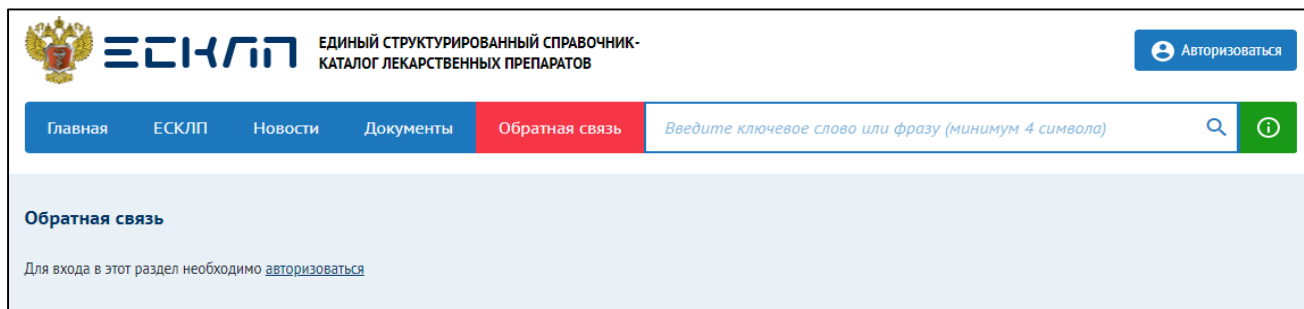 ЕСКЛП
ЕДИНЫЙ СТРУКТУРИРОВАННЫЙ СПРАВОЧНИК-
КАТАЛОГ ЛЕКАРСТВЕННЫХ ПРЕПАРАТОВ
Авторизоваться
Главная ЕСКЛП Новости Документы Обратная связь Введите ключевое слово или фразу (минимум 4 символа)
Обратная связь
Для входа в этот раздел необходимо авторизоваться